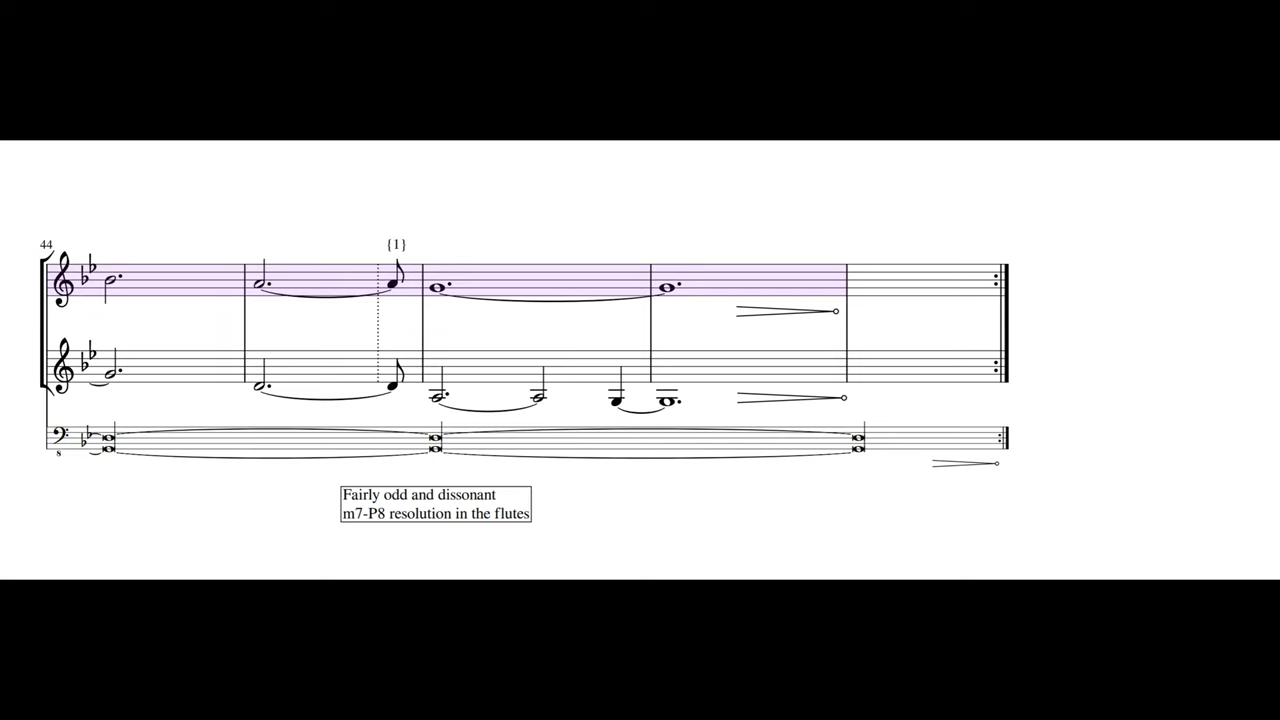 44
{1}
8
Fairly odd and dissonant
m7-P8 resolution in the flutes